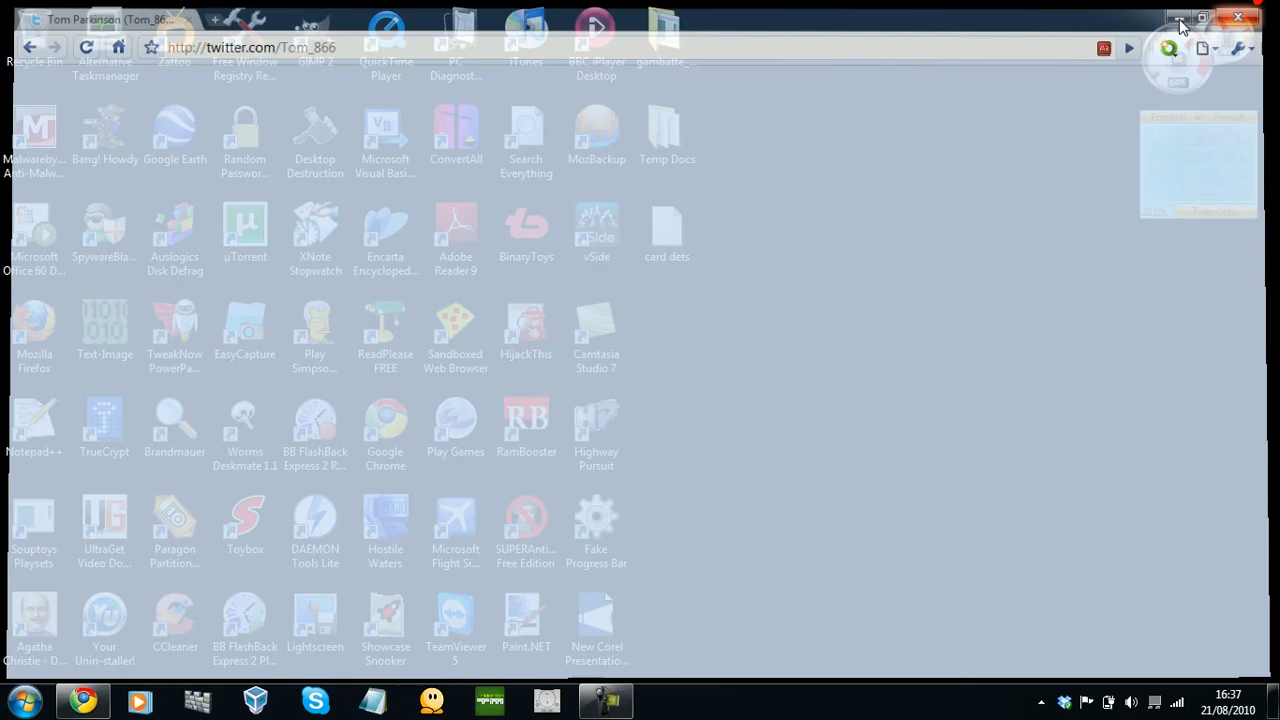 Tom Parkinson (Tom_86...
http://twitter.com/Tom_866
Recycle Bin
Alternative
Taskmanager
Zattoo
Free Window
Registry Re...
GIMP 2
QuickTime
Player
PC
Diagnost...
iTunes
BBC iPlayer
Desktop
gambatte_...
64%
English
French
More
Translate
Malwareby...
Anti-Malw...
Bang! Howdy
Google Earth
Random
Passwor...
Desktop
Destruction
Microsoft
Visual Basi...
ConvertAll
Search
Everything
MozBackup
Temp Docs
Microsoft
Office 60 D...
SpywareBla...
Auslogics
Disk Defrag
µTorrent
XNote
Stopwatch
Encarta
Encycloped...
Adobe
Reader 9
BinaryToys
vSide
card dets
Mozilla
Firefox
Text-Image
TweakNow
PowerPa...
EasyCapture
Play
Simpso...
ReadPlease
FREE
Sandboxed
Web Browser
HijackThis
Camtasia
Studio 7
Notepad++
TrueCrypt
Brandmauer
Worms
Deskmate 1.1
BB FlashBack
Express 2 R...
Google
Chrome
Play Games
RamBooster
Highway
Pursuit
Souptoys
Playsets
UltraGet
Video Do...
Paragon
Partition...
Toybox
DAEMON
Tools Lite
Hostile
Waters
Microsoft
Flight Si...
SUPERAnti...
Free Edition
Fake
Progress Bar
Agatha
Christie - D...
Your
Unin-staller!
CCleaner
BB FlashBack
Express 2 Pl...
Lightscreen
Showcase
Snooker
TeamViewer
5
Paint.NET
New Corel
Presentatio...
16:37
21/08/2010